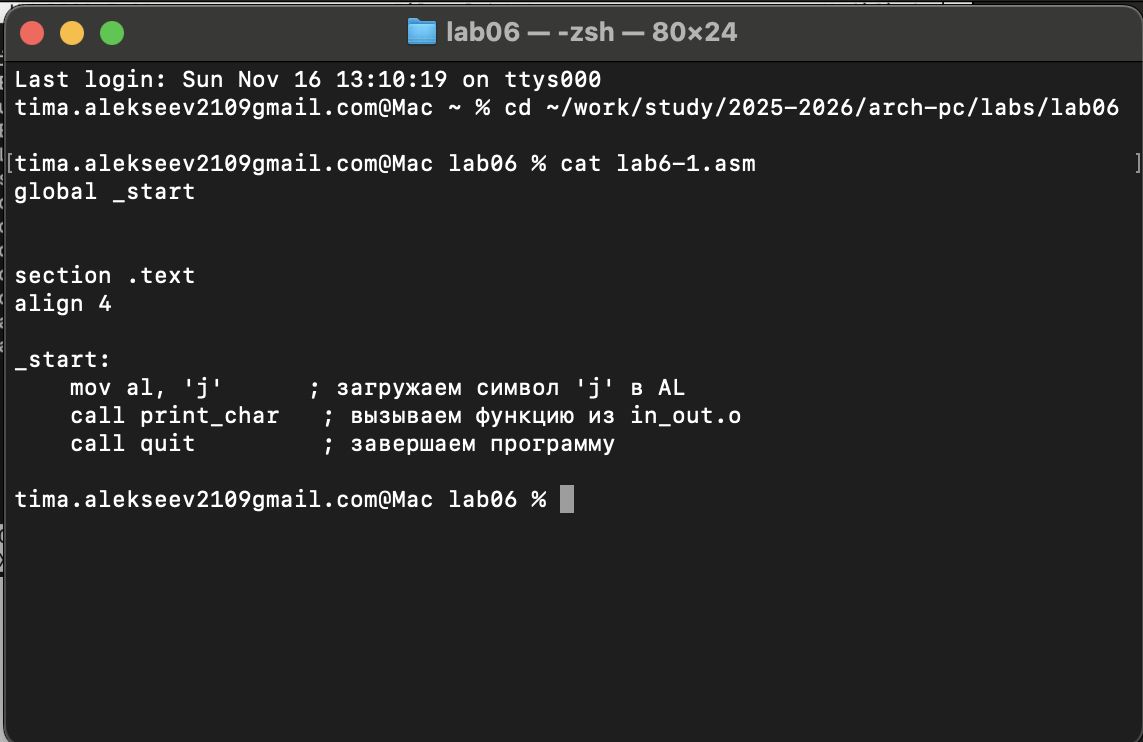 lab06 — -zsh — 80×24
Last login: Sun Nov 16 13:10:19 on ttys000
tima.alekseev2109gmail.com@Mac ~ % cd ~/work/study/2025-2026/arch-pc/labs/lab06
[tima.alekseev2109gmail.com@Mac lab06 % cat lab6-1.asm ]
global _start
section .text
align 4
_start:
    mov al, 'j'      ; загружаем символ 'j' в AL
    call print_char   ; вызываем функцию из in_out.o
    call quit         ; завершаем программу
tima.alekseev2109gmail.com@Mac lab06 %